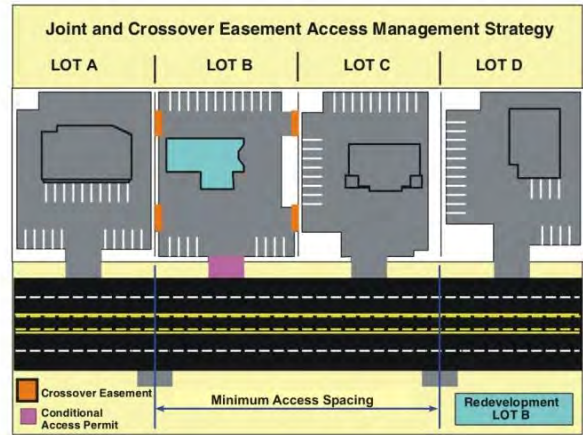 Joint and Crossover Easement Access Management Strategy
LOT A
LOT B
LOT C
LOT D
Crossover Easement
Conditional
Access Permit
Minimum Access Spacing
Redevelopment
LOT B